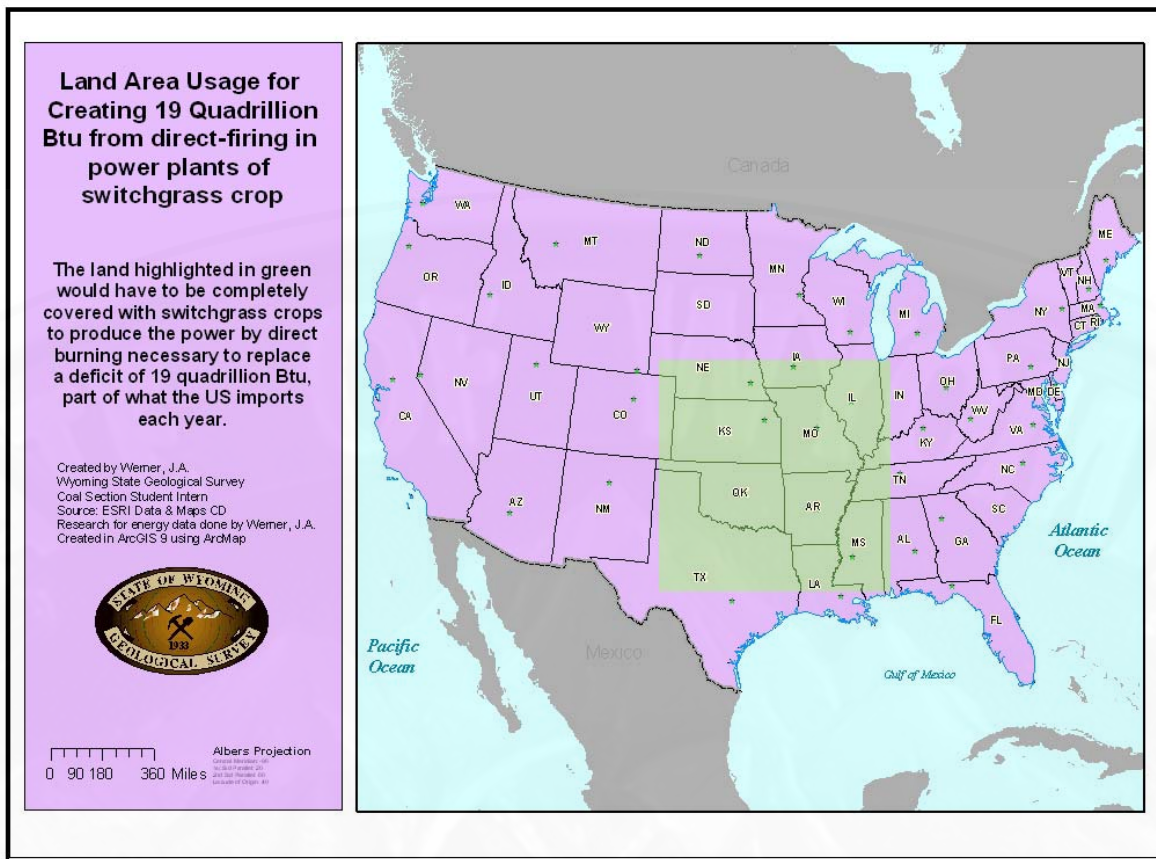 Land Area Usage for
Creating 19 Quadrillion
Btu from direct-firing in
power plants of
switchgrass crop
The land highlighted in green
would have to be completely
covered with switchgrass crops
to produce the power by direct
burning necessary to replace
a deficit of 19 quadrillion Btu,
part of what the US imports
each year.
Created by Werner, J.A.
Wyoming State Geological Survey
Coal Section Student Intern
Source: ESRI Data & Maps CD
Research for energy data done by Werner, J.A.
Created in ArcGIS 9 using ArcMap
STATE OF WYOMING
1933
GEOLOGICAL SURVEY
Albers Projection
0 90 180 360 Miles
Canada
WA
MT
ND
MN
ME
OR
ID
SD
WI
MI
VT
NH
NY
MA
CT RI
WY
IA
NE
PA
NJ
NV
UT
CO
IL
IN
OH
MD DE
WV
CA
KS
MO
KY
VA
AZ
NM
OK
AR
TN
NC
SC
MS
AL
GA
TX
LA
FL
Atlantic
Ocean
Pacific
Ocean
Mexico
Gulf of Mexico